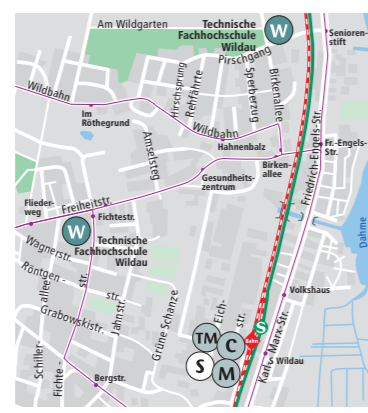 Am Wildgarten
Technische
Fachhochschule
Wildau
W
Senioren-
stift
Pirschgang
Wildbahn
Hirschsprung
Rehfährte
Sperberzug
Birkenallee
Im
Röthegrund
Wildbahn
Hahnenbalz
Fr.-Engels-
Str.
Friedrich-Engels-Str.
Amselsteg
Birken-
allee
Gesundheits-
zentrum
Flieder-
weg
Freiheitstr.
Fichtestr.
W
Technische
Fachhochschule
Wildau
Dahme
Wagnerstr.
Röntgen -
str.
Grabowskistr.
Jahnstr.
Grüne Schanze
Eich-
str.
Volkshaus
Karl-Marx-Str.
S
Bahn
TM
C
S
M
S Wildau
Schiller-
allee
Fichte -
str.
Bergstr.